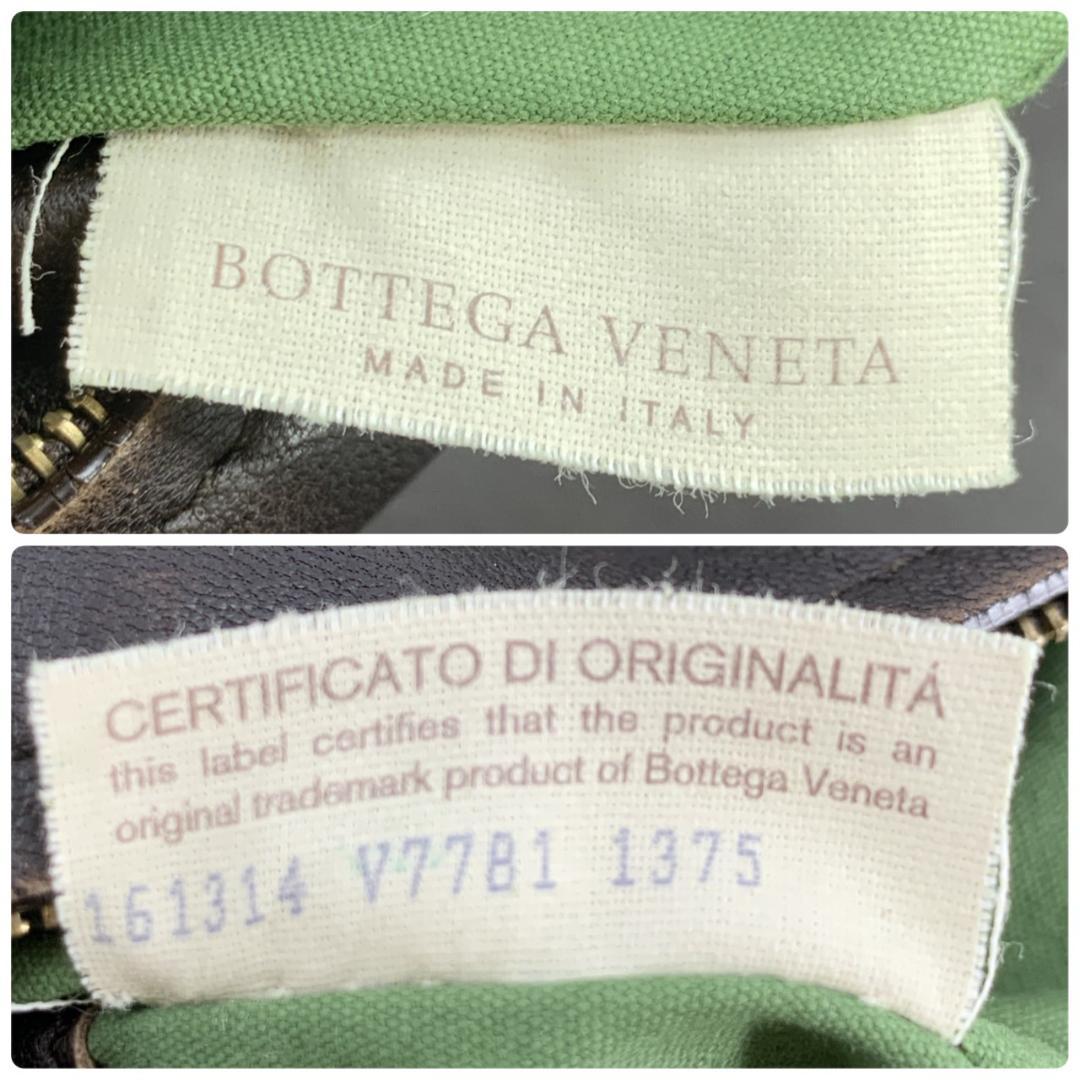 BOTTEGA VENETA
MADE IN ITALY
CERTIFICATO DI ORIGINALITÁ
this label certifies that the product is an
original trademark product of Bottega Veneta
161314 V7781 1375